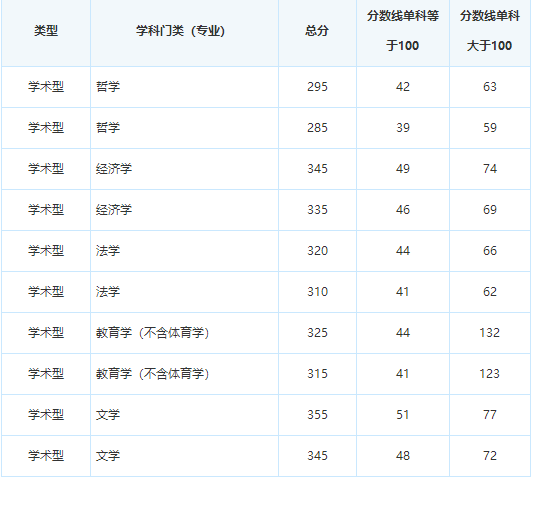 类型 学科门类（专业） 总分 分数线单科等于100 分数线单科大于100
学术型 哲学 295 42 63
学术型 哲学 285 39 59
学术型 经济学 345 49 74
学术型 经济学 335 46 69
学术型 法学 320 44 66
学术型 法学 310 41 62
学术型 教育学（不含体育学） 325 44 132
学术型 教育学（不含体育学） 315 41 123
学术型 文学 355 51 77
学术型 文学 345 48 72